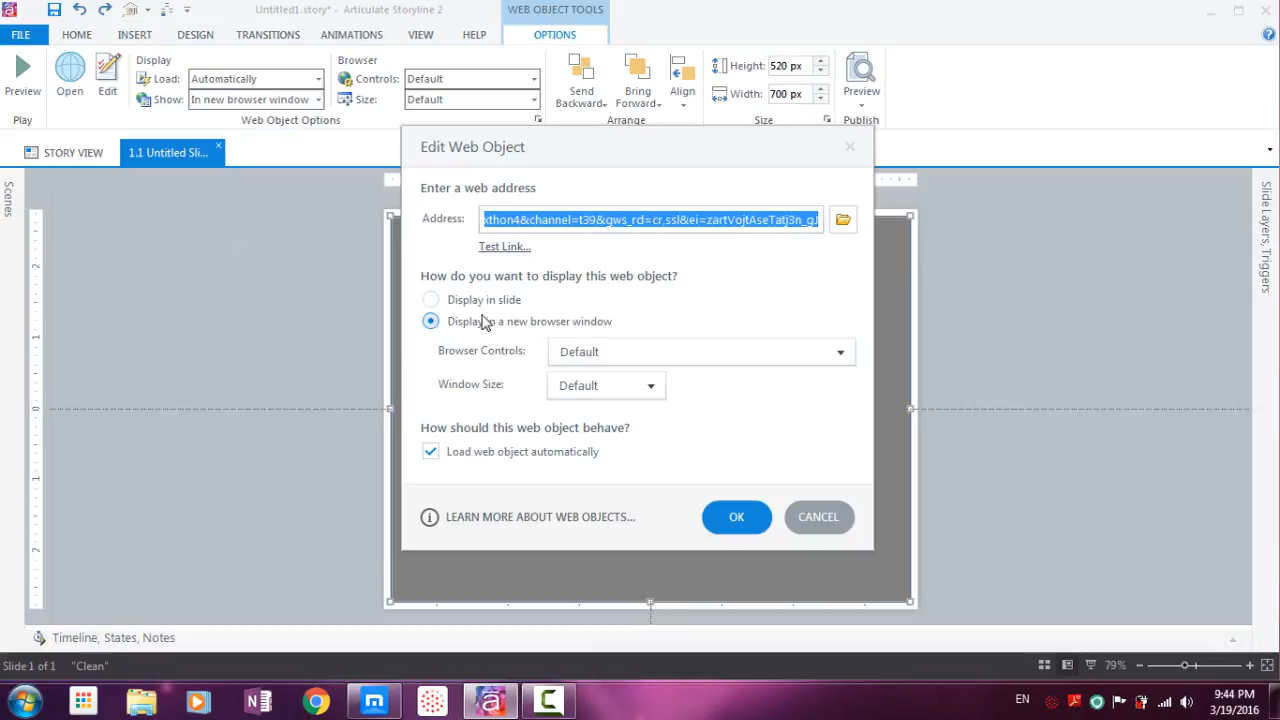 Untitled1.story* - Articulate Storyline 2
WEB OBJECT TOOLS
FILE HOME INSERT DESIGN TRANSITIONS ANIMATIONS VIEW HELP OPTIONS
Display Browser
Load: Automatically Controls: Default Height: 520 px
Show: In new browser window Size: Default Width: 700 px
Preview Open Edit Send Backward Bring Forward Align Preview
Play Web Object Options Arrange Size Publish
STORY VIEW 1.1 Untitled Sli...
Scenes
Slide Layers, Triggers
Edit Web Object
Enter a web address
Address: xthon4&channel=t39&gws_rd=cr,ssl&ei=zartVojtAseTatj3n_gJ
Test Link...
How do you want to display this web object?
Display in slide
Display in a new browser window
Browser Controls: Default
Window Size: Default
How should this web object behave?
Load web object automatically
LEARN MORE ABOUT WEB OBJECTS... OK CANCEL
2 1 0 1 2
Timeline, States, Notes
Slide 1 of 1 "Clean" 79%
EN 9:44 PM
3/19/2016